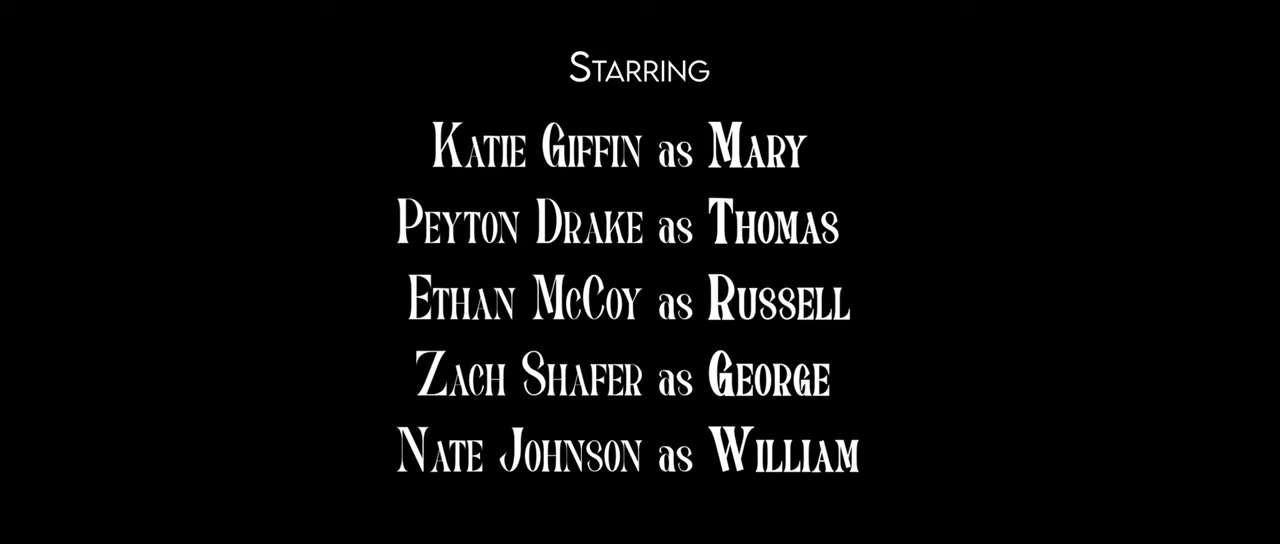 Starring
Katie Giffin as Mary
Peyton Drake as Thomas
Ethan McCoy as Russell
Zach Shafer as George
Nate Johnson as William